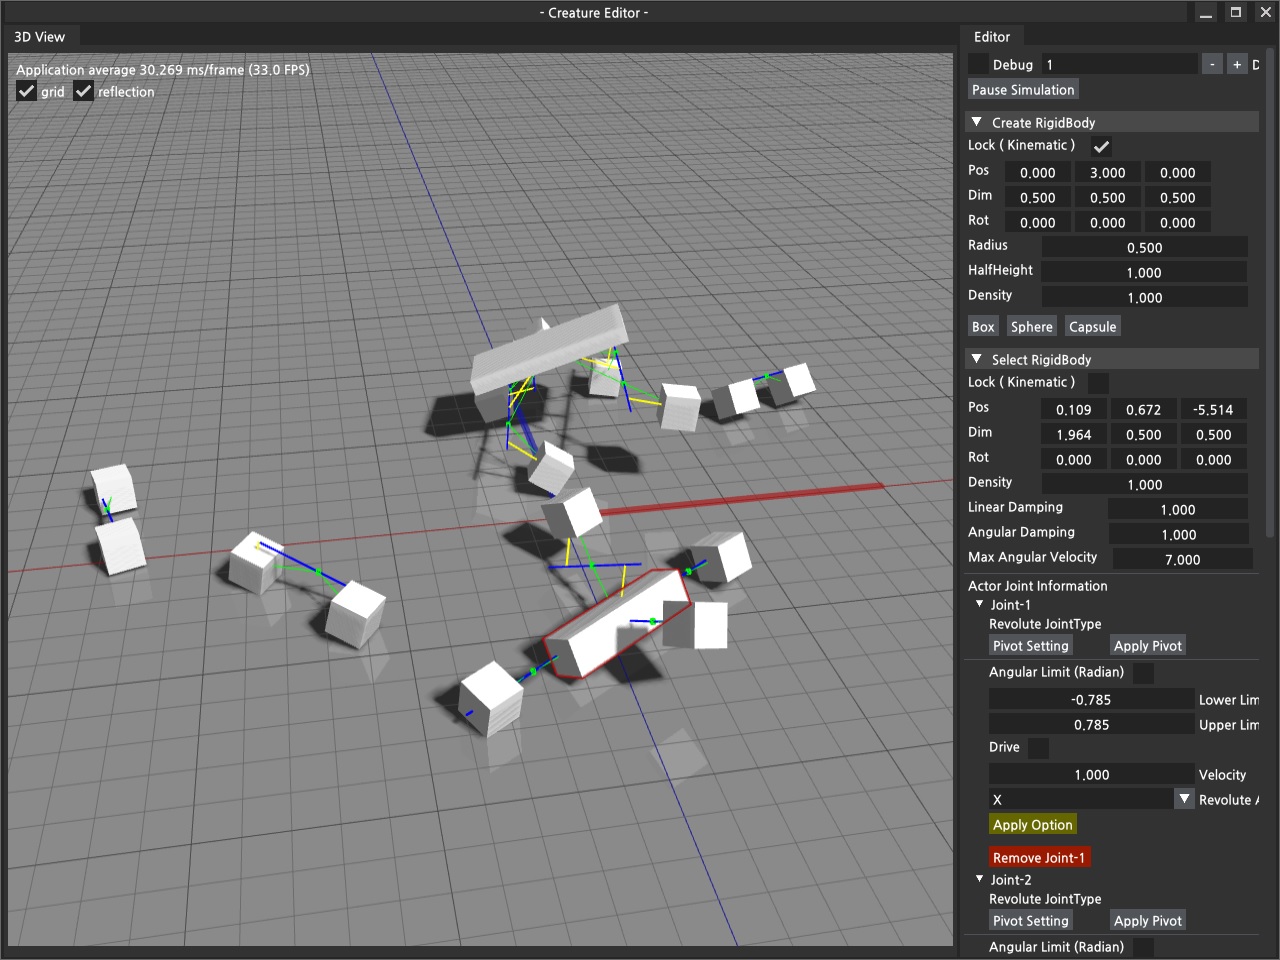 - Creature Editor -
3D View
Application average 30.269 ms/frame (33.0 FPS)
grid reflection
Editor
Debug 1 - + D
Pause Simulation
Create RigidBody
Lock ( Kinematic )
Pos 0.000 3.000 0.000
Dim 0.500 0.500 0.500
Rot 0.000 0.000 0.000
Radius 0.500
HalfHeight 1.000
Density 1.000
Box Sphere Capsule
Select RigidBody
Lock ( Kinematic )
Pos 0.109 0.672 -5.514
Dim 1.964 0.500 0.500
Rot 0.000 0.000 0.000
Density 1.000
Linear Damping 1.000
Angular Damping 1.000
Max Angular Velocity 7.000
Actor Joint Information
Joint-1
Revolute JointType
Pivot Setting Apply Pivot
Angular Limit (Radian)
-0.785 Lower Lim
0.785 Upper Lim
Drive
1.000 Velocity
X Revolute A
Apply Option
Remove Joint-1
Joint-2
Revolute JointType
Pivot Setting Apply Pivot
Angular Limit (Radian)